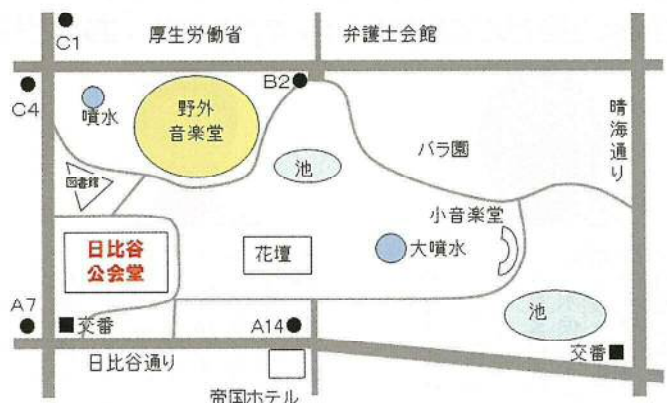 C1
厚生労働省
弁護士会館
C4
噴水
野外
音楽堂
B2
晴海通り
池
バラ園
図書館
小音楽堂
日比谷
公会堂
花壇
大噴水
池
A7
交番
A14
交番
日比谷通り
帝国ホテル